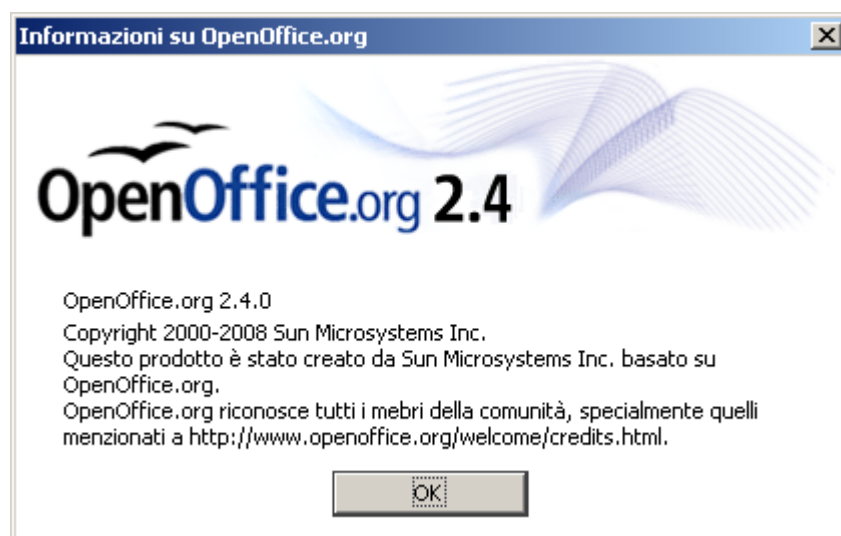 Informazioni su OpenOffice.org
OpenOffice.org 2.4
OpenOffice.org 2.4.0
Copyright 2000-2008 Sun Microsystems Inc.
Questo prodotto è stato creato da Sun Microsystems Inc. basato su
OpenOffice.org.
OpenOffice.org riconosce tutti i mebri della comunità, specialmente quelli
menzionati a http://www.openoffice.org/welcome/credits.html.
OK